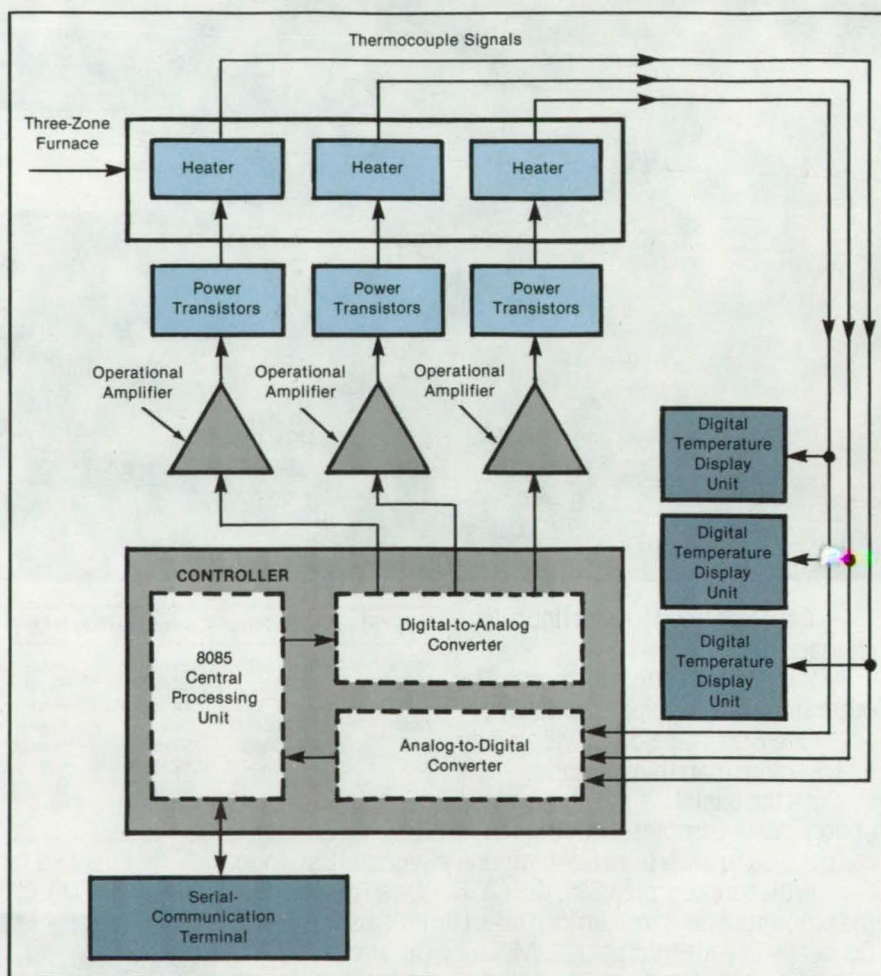 Thermocouple Signals
Three-Zone
Furnace
Heater
Heater
Heater
Power
Transistors
Power
Transistors
Power
Transistors
Operational
Amplifier
Operational
Amplifier
Operational
Amplifier
Digital
Temperature
Display
Unit
Digital
Temperature
Display
Unit
Digital
Temperature
Display
Unit
CONTROLLER
8085
Central
Processing
Unit
Digital-to-Analog
Converter
Analog-to-Digital
Converter
Serial-
Communication
Terminal